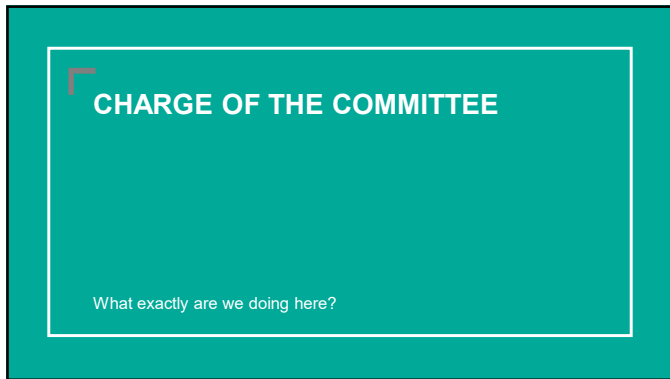 CHARGE OF THE COMMITTEE
What exactly are we doing here?